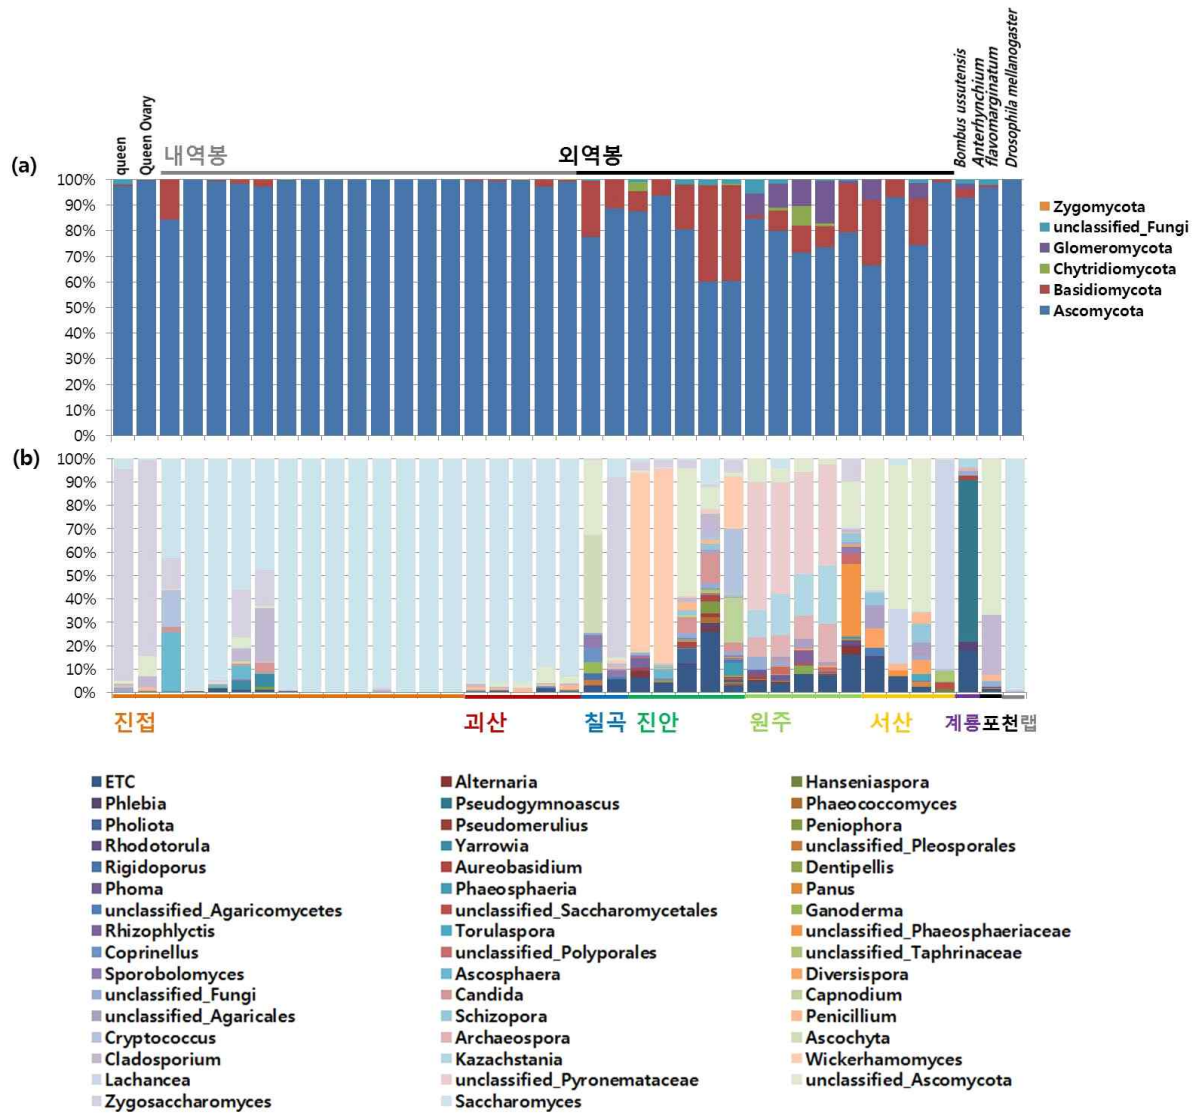 queen
Queen Ovary
내역봉
외역봉
Bombus ussutensis
Anterhynchium
flavomarginatum
Drosophila mellanogaster
(a)
100%
90%
80%
70%
60%
50%
40%
30%
20%
10%
0%
Zygomycota
unclassified_Fungi
Glomeromycota
Chytridiomycota
Basidiomycota
Ascomycota
(b)
100%
90%
80%
70%
60%
50%
40%
30%
20%
10%
0%
진접 괴산 칠곡 진안 원주 서산 계룡 포천 랩
ETC Alternaria Hanseniaspora
Phlebia Pseudogymnoascus Phaeococcomyces
Pholiota Pseudomerulius Peniophora
Rhodotorula Yarrowia unclassified_Pleosporales
Rigidoporus Aureobasidium Dentipellis
Phoma Phaeosphaeria Panus
unclassified_Agaricomycetes unclassified_Saccharomycetales Ganoderma
Rhizophlyctis Torulaspora unclassified_Phaeosphaeriaceae
Coprinellus unclassified_Polyporales unclassified_Taphrinaceae
Sporobolomyces Ascosphaera Diversispora
unclassified_Fungi Candida Capnodium
unclassified_Agaricales Schizopora Penicillium
Cryptococcus Archaeospora Ascochyta
Cladosporium Kazachstania Wickerhamomyces
Lachancea unclassified_Pyronemataceae unclassified_Ascomycota
Zygosaccharomyces Saccharomyces